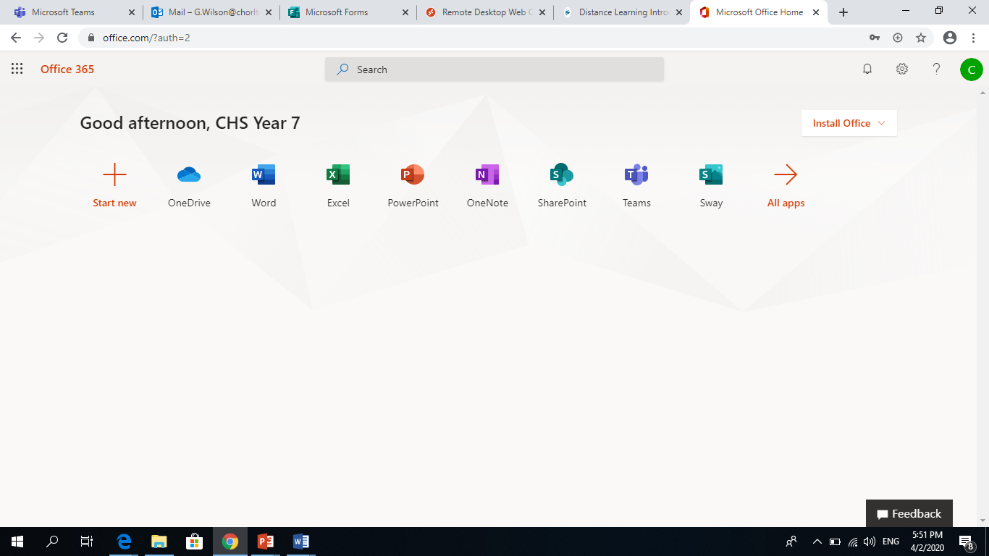 Microsoft Teams
Mail – G.Wilson@chorlt
Microsoft Forms
Remote Desktop Web C
Distance Learning Intro
Microsoft Office Home
office.com/?auth=2
Office 365
Search
C
Good afternoon, CHS Year 7
Install Office
Start new
OneDrive
Word
Excel
PowerPoint
OneNote
SharePoint
Teams
Sway
All apps
Feedback
5:51 PM
ENG
4/2/2020
8